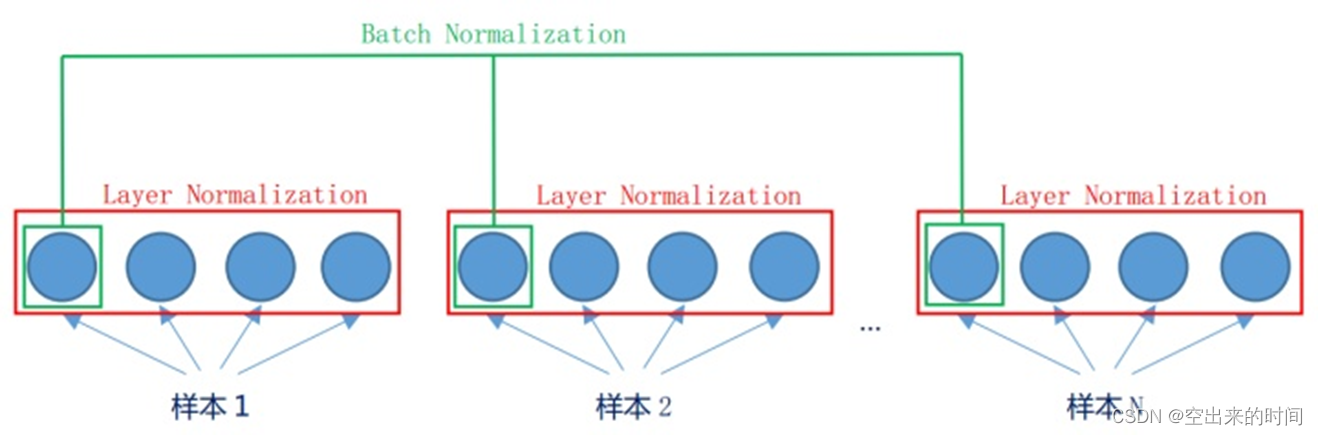 Batch Normalization
Layer Normalization
Layer Normalization
Layer Normalization
...
样本 1
样本 2
样本 N
CSDN @空出来的时间